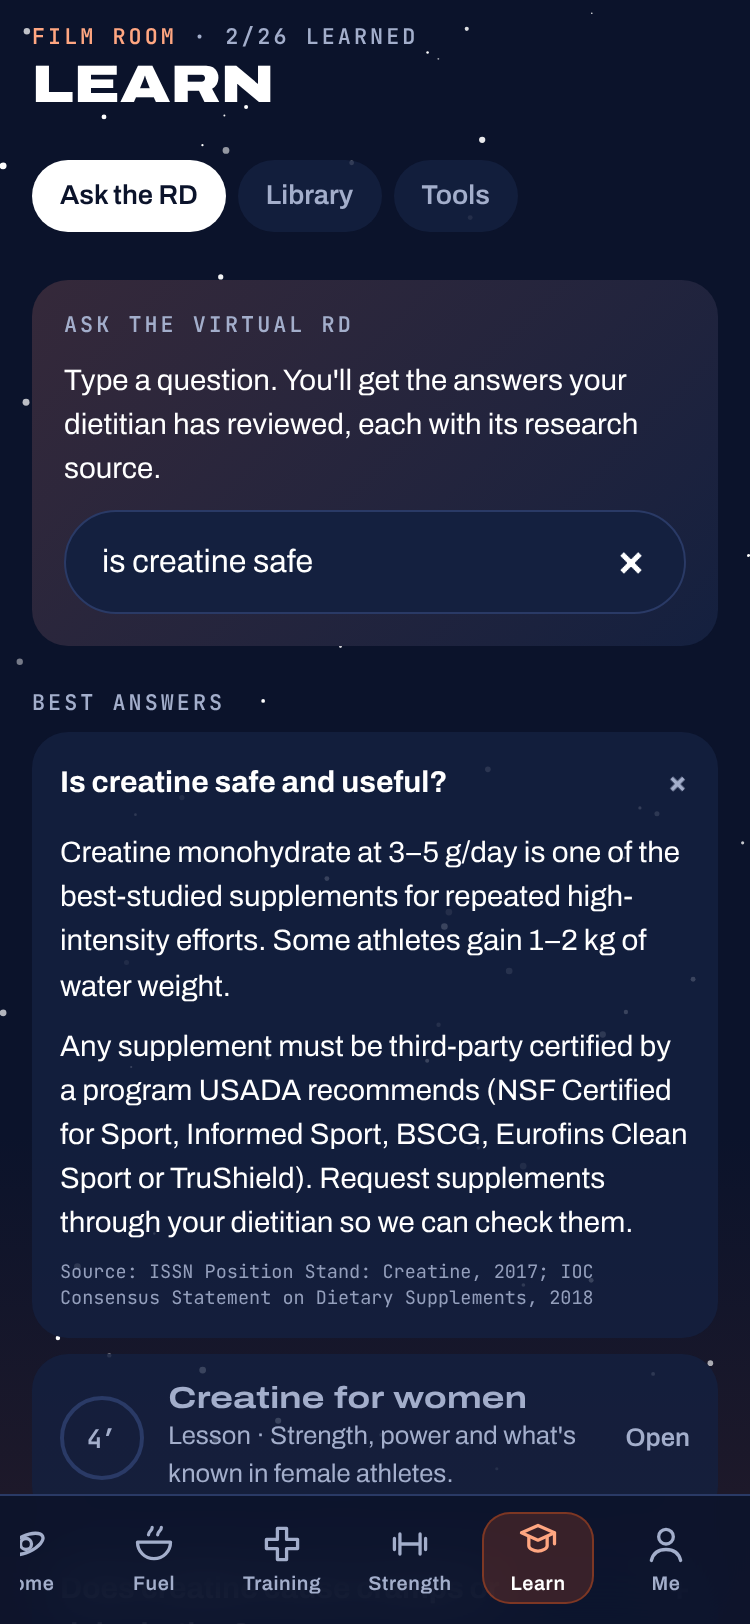 FILM ROOM · 2/26 LEARNED
LEARN
Ask the RD
Library
Tools
ASK THE VIRTUAL RD
Type a question. You'll get the answers your
dietitian has reviewed, each with its research
source.
is creatine safe
BEST ANSWERS
Is creatine safe and useful?
Creatine monohydrate at 3–5 g/day is one of the
best-studied supplements for repeated high-
intensity efforts. Some athletes gain 1–2 kg of
water weight.
Any supplement must be third-party certified by
a program USADA recommends (NSF Certified
for Sport, Informed Sport, BSCG, Eurofins Clean
Sport or TruShield). Request supplements
through your dietitian so we can check them.
Source: ISSN Position Stand: Creatine, 2017; IOC
Consensus Statement on Dietary Supplements, 2018
4′
Creatine for women
Lesson · Strength, power and what's
known in female athletes.
Open
ome
Fuel
Training
Strength
Learn
Me